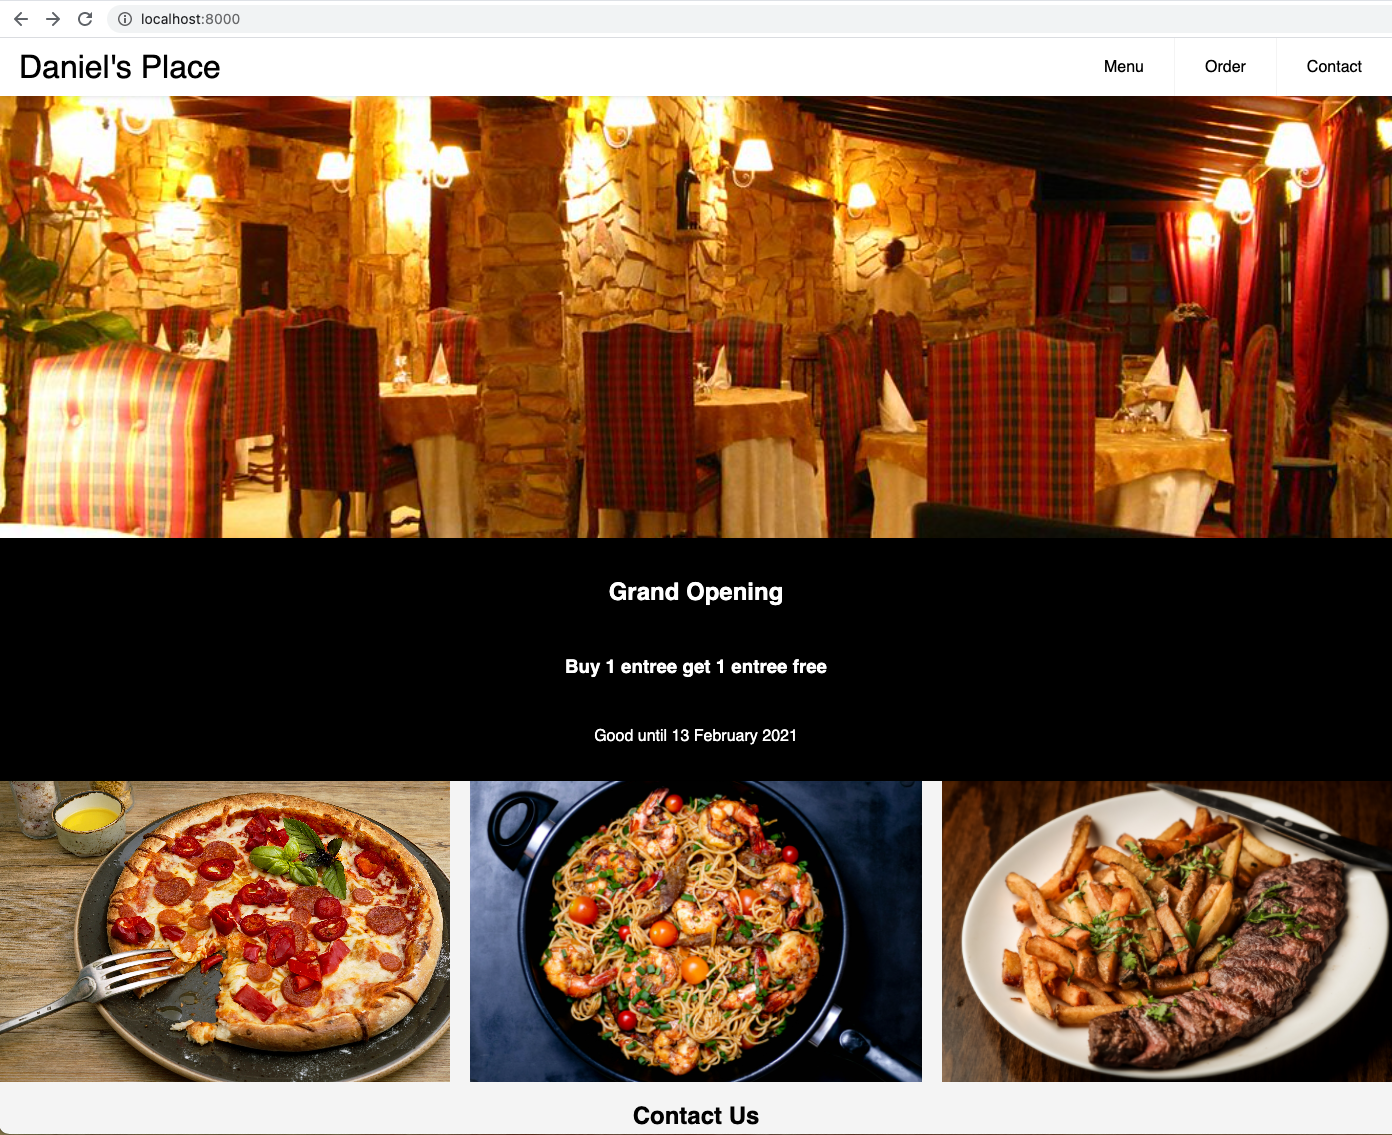 localhost:8000
Daniel's Place
Menu Order Contact
Grand Opening
Buy 1 entree get 1 entree free
Good until 13 February 2021
Contact Us